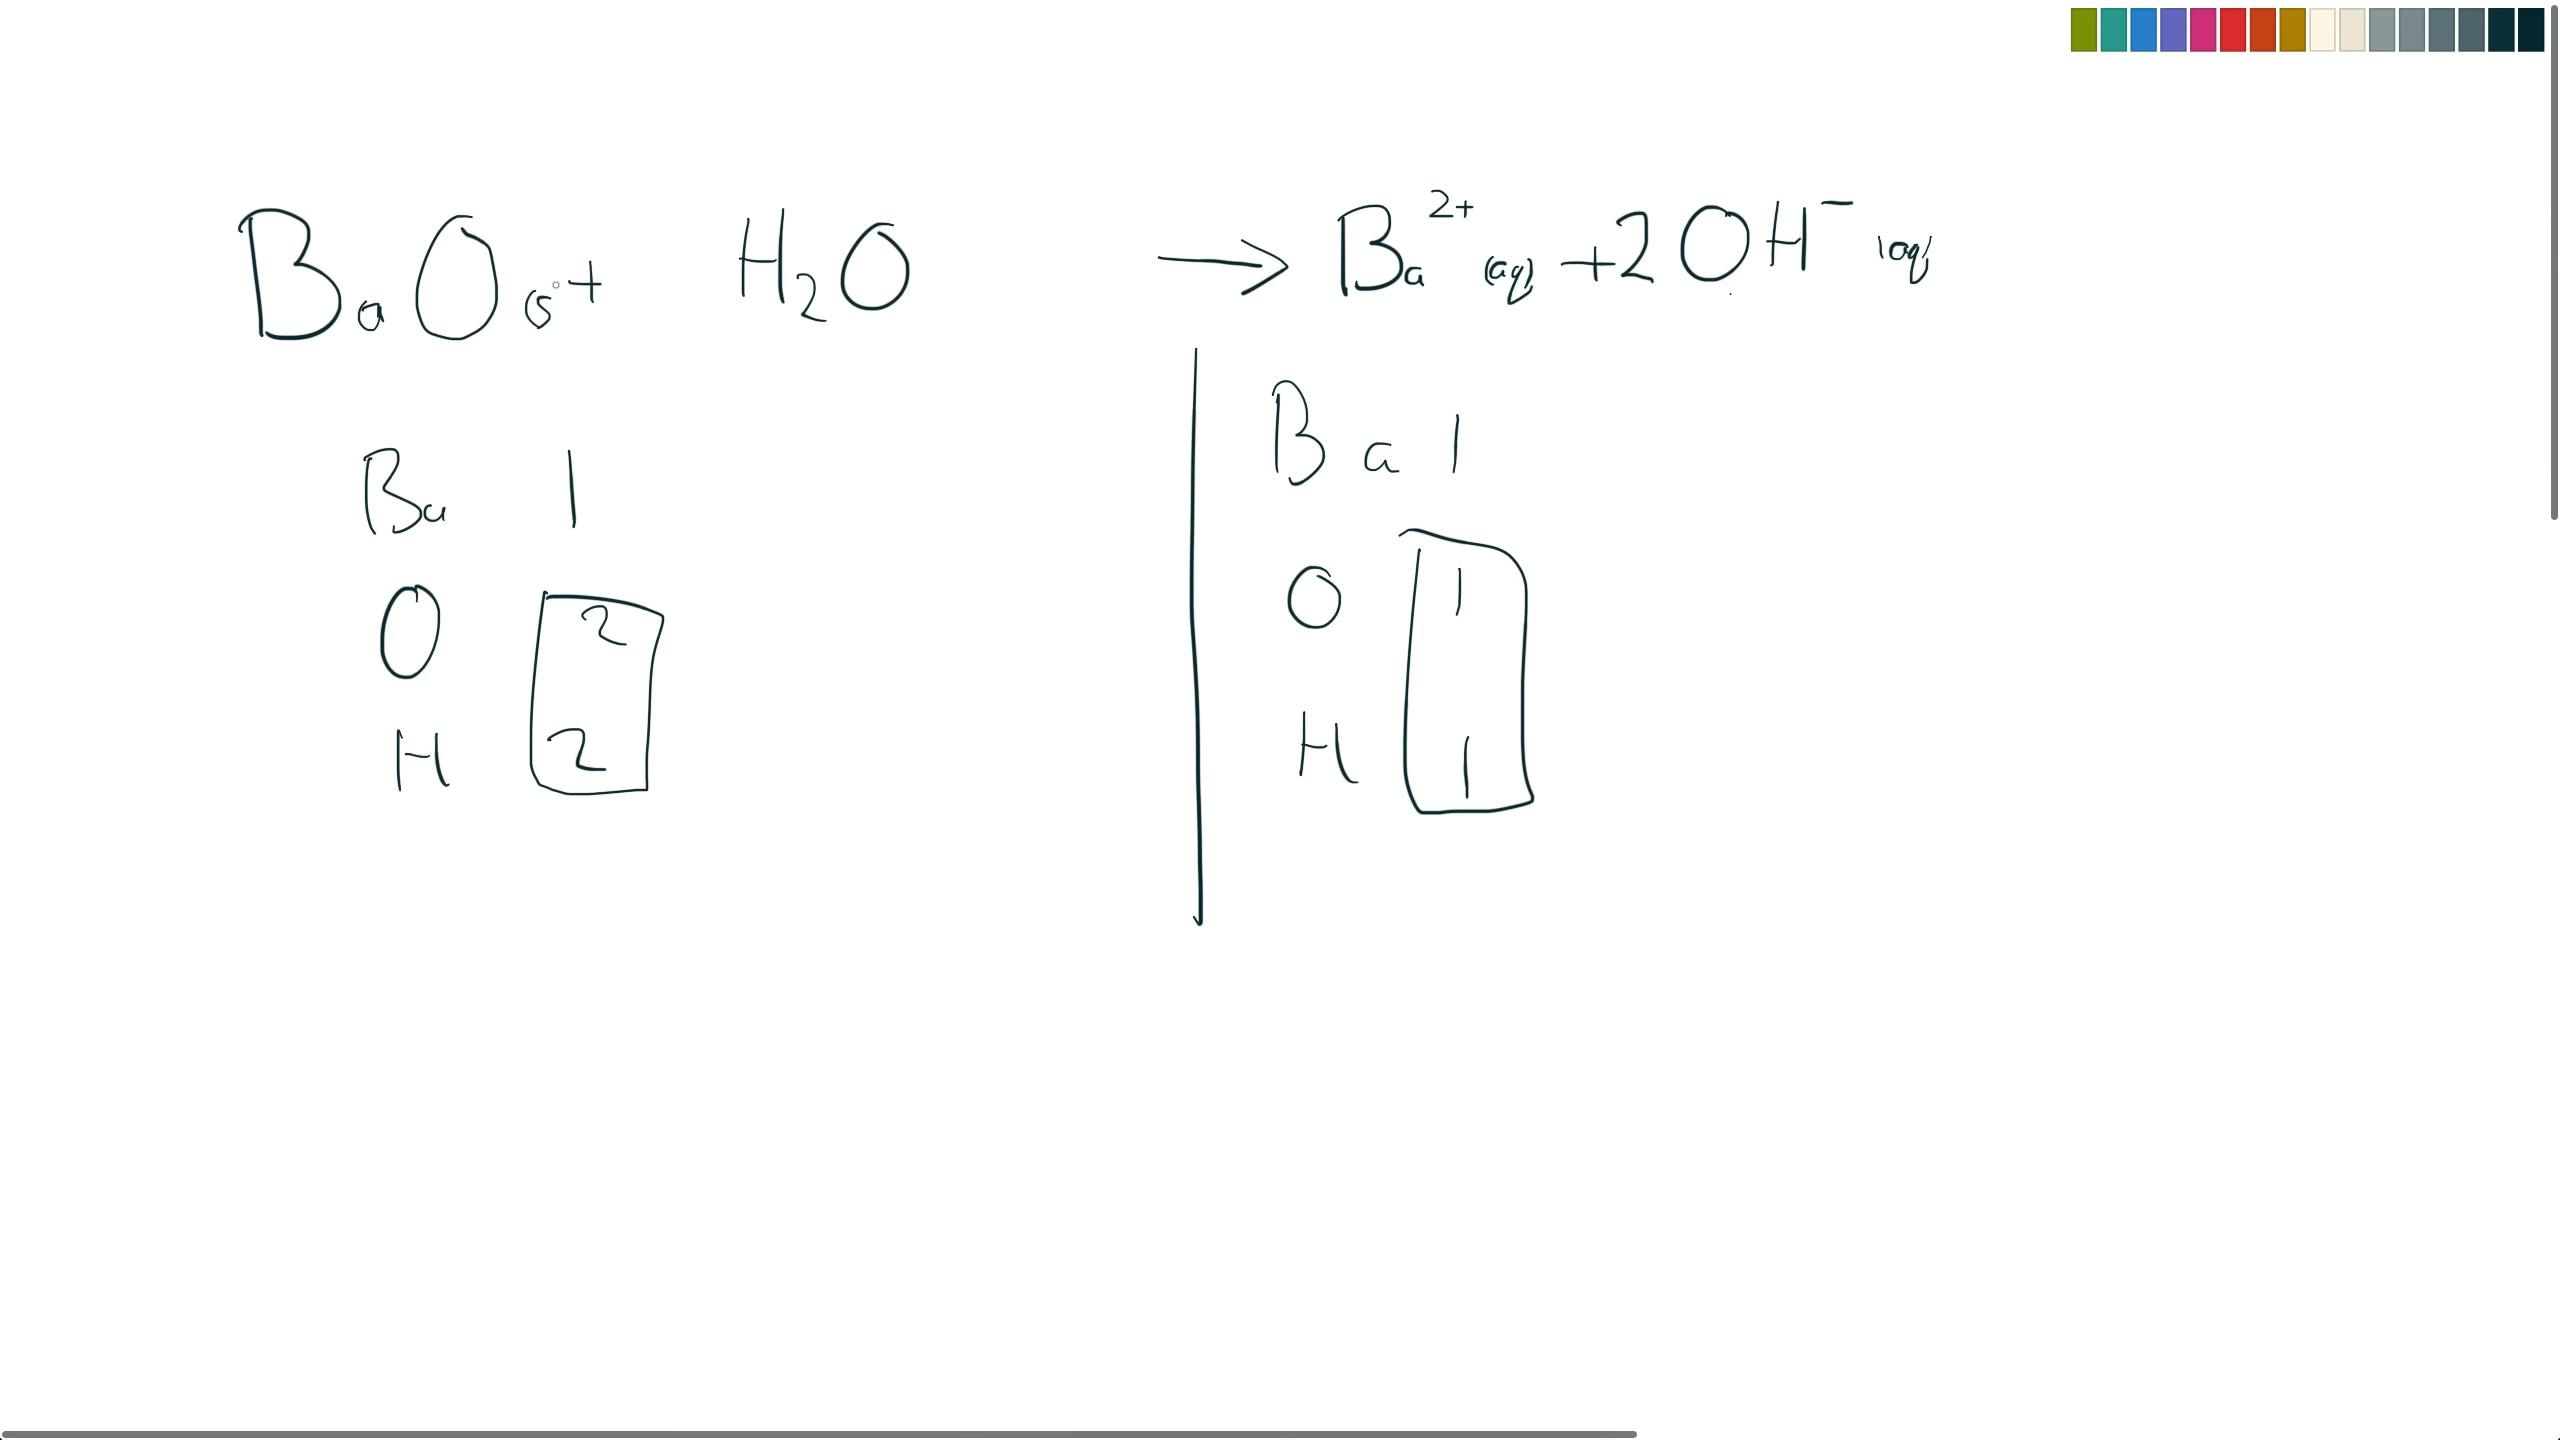 BaO(s + H2O → Ba2+ (aq) + 2OH− (aq)
Ba 1
O 2
H 2
Ba 1
O 1
H 1